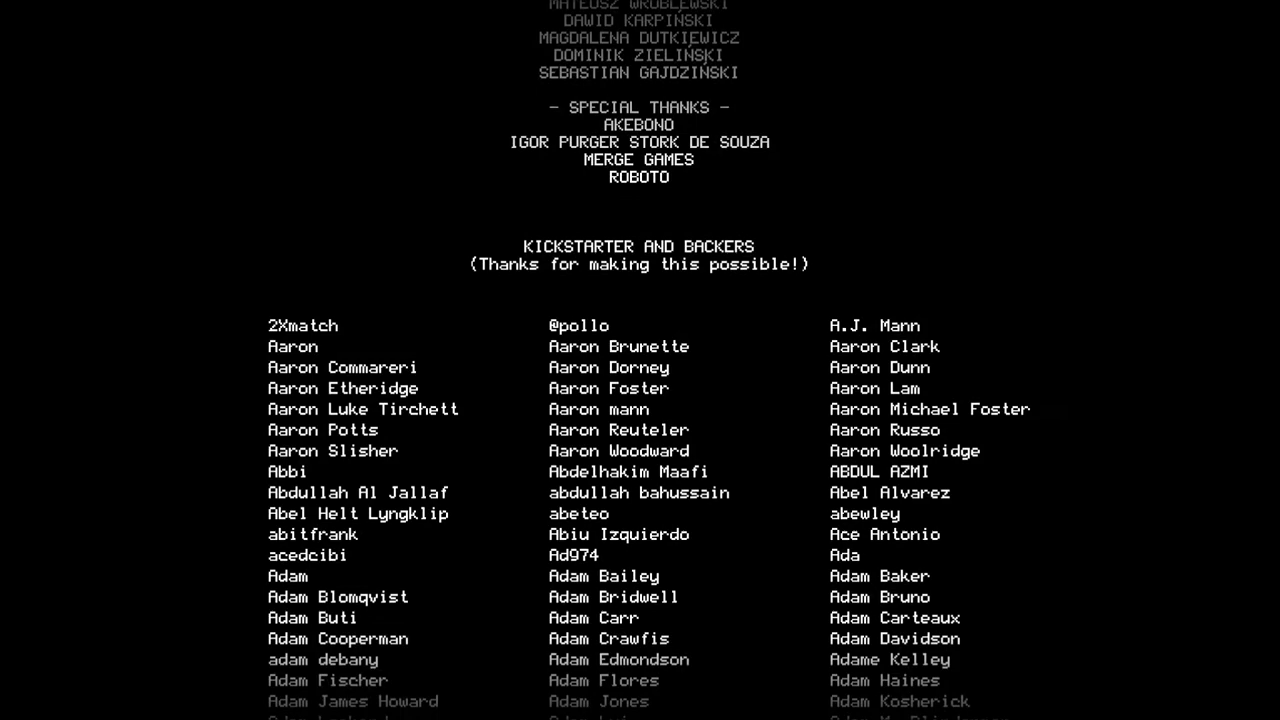 MATEUSZ WRÓBLEWSKI
DAWID KARPIŃSKI
MAGDALENA DUTKIEWICZ
DOMINIK ZIELIŃSKI
SEBASTIAN GAJDZIŃSKI
- SPECIAL THANKS -
AKEBONO
IGOR PURGER STORK DE SOUZA
MERGE GAMES
ROBOTO
KICKSTARTER AND BACKERS
(Thanks for making this possible!)
2Xmatch @pollo A.J. Mann
Aaron Aaron Brunette Aaron Clark
Aaron Commareri Aaron Dorney Aaron Dunn
Aaron Etheridge Aaron Foster Aaron Lam
Aaron Luke Tirchett Aaron mann Aaron Michael Foster
Aaron Potts Aaron Reuteler Aaron Russo
Aaron Slisher Aaron Woodward Aaron Woolridge
Abbi Abdelhakim Maafi ABDUL AZMI
Abdullah Al Jallaf abdullah bahussain Abel Alvarez
Abel Helt Lyngklip abeteo abewley
abitfrank Abiu Izquierdo Ace Antonio
acedcibi Ad974 Ada
Adam Adam Bailey Adam Baker
Adam Blomqvist Adam Bridwell Adam Bruno
Adam Buti Adam Carr Adam Carteaux
Adam Cooperman Adam Crawfis Adam Davidson
adam debany Adam Edmondson Adame Kelley
Adam Fischer Adam Flores Adam Haines
Adam James Howard Adam Jones Adam Kosherick
Adam Adam Adam